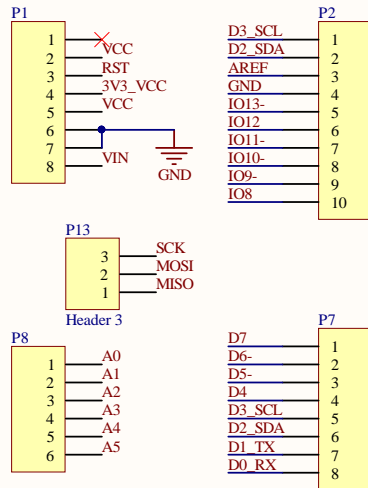 P1
1
2 VCC
3 RST
4 3V3_VCC
5 VCC
6
7
8 VIN
GND
P2
D3_SCL 1
D2_SDA 2
AREF 3
GND 4
IO13- 5
IO12 6
IO11- 7
IO10- 8
IO9- 9
IO8 10
P13
3 SCK
2 MOSI
1 MISO
Header 3
P8
1 A0
2 A1
3 A2
4 A3
5 A4
6 A5
P7
D7 1
D6- 2
D5- 3
D4 4
D3_SCL 5
D2_SDA 6
D1_TX 7
D0_RX 8